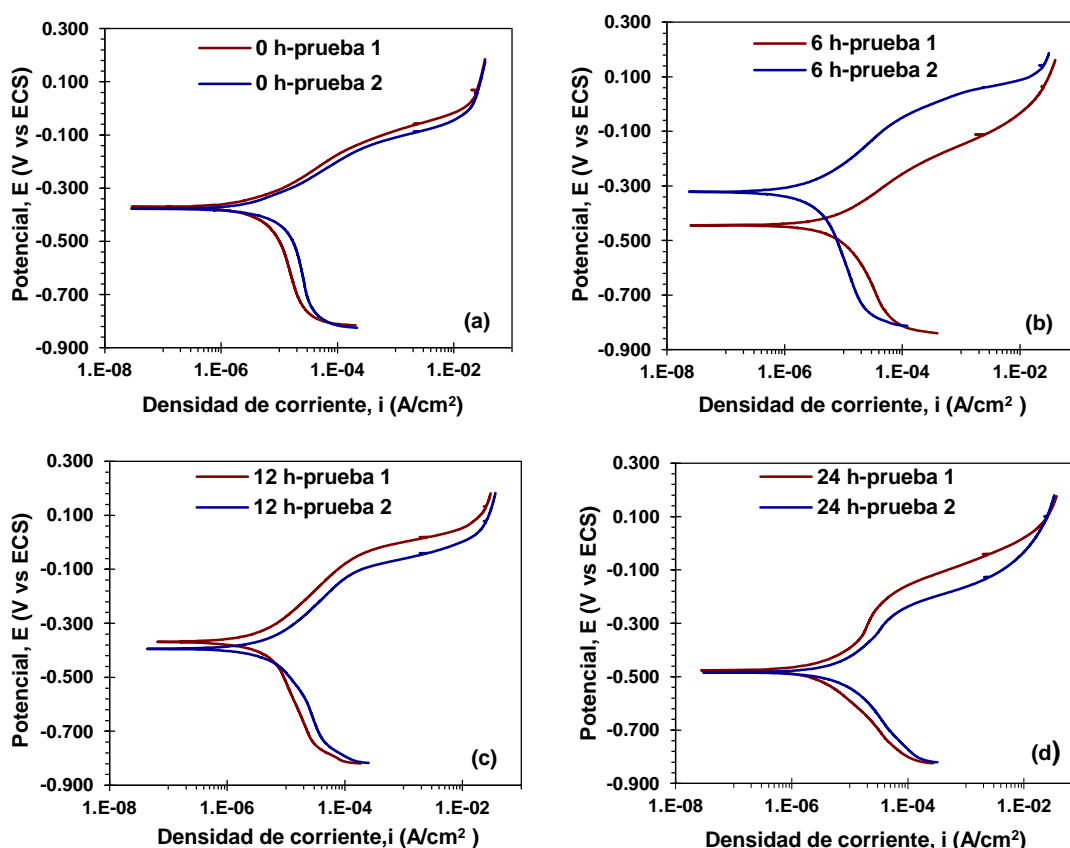 0.300
0.100
-0.100
-0.300
-0.500
-0.700
-0.900
Potencial, E (V vs ECS)
0 h-prueba 1
0 h-prueba 2
(a)
1.E-08
1.E-06
1.E-04
1.E-02
Densidad de corriente, i (A/cm²)
0.300
0.100
-0.100
-0.300
-0.500
-0.700
-0.900
Potencial, E (V vs ECS)
6 h-prueba 1
6 h-prueba 2
(b)
1.E-08
1.E-06
1.E-04
1.E-02
Densidad de corriente, i (A/cm² )
0.300
0.100
-0.100
-0.300
-0.500
-0.700
-0.900
Potencial, E (V vs ECS)
12 h-prueba 1
12 h-prueba 2
(c)
1.E-08
1.E-06
1.E-04
1.E-02
Densidad de corriente,i (A/cm² )
0.300
0.100
-0.100
-0.300
-0.500
-0.700
-0.900
Potencial, E (V vs ECS)
24 h-prueba 1
24 h-prueba 2
(d)
1.E-08
1.E-06
1.E-04
1.E-02
Densidad de corriente, i (A/cm² )